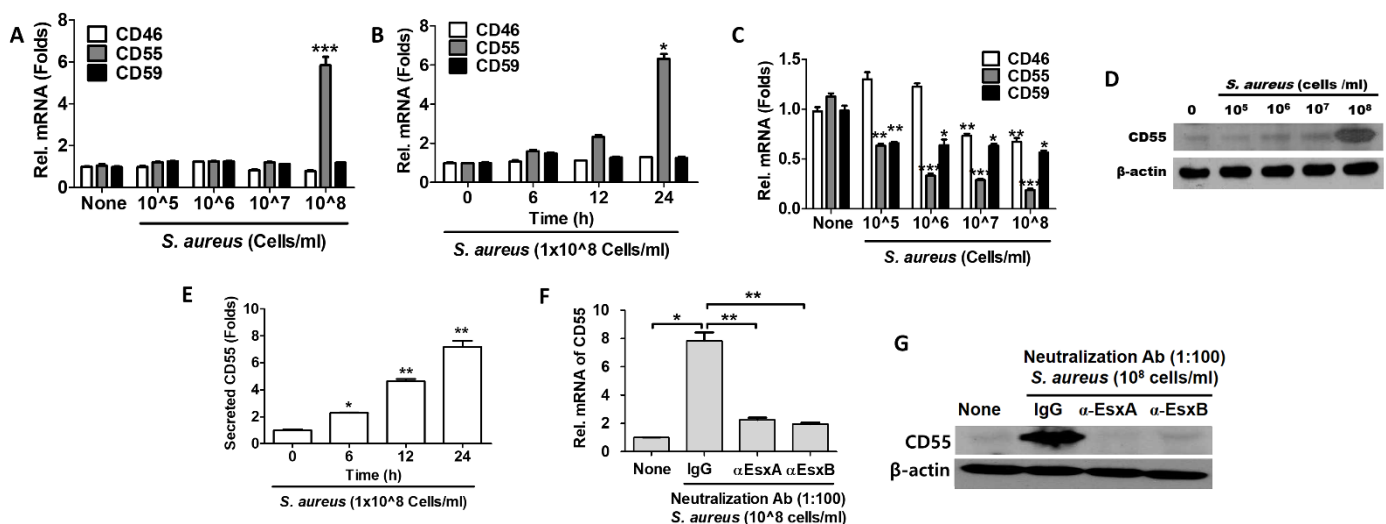 A
Rel. mRNA (Folds)
8
6
4
2
0
CD46
CD55
CD59
***
None 10^5 10^6 10^7 10^8
S. aureus (Cells/ml)
B
Rel. mRNA (Folds)
8
6
4
2
0
CD46
CD55
CD59
*
0 6 12 24
Time (h)
S. aureus (1x10^8 Cells/ml)
C
Rel. mRNA (Folds)
1.5
1.0
0.5
0.0
CD46
CD55
CD59
** ** *** * ** *** * ** *** *
None 10^5 10^6 10^7 10^8
S. aureus (Cells/ml)
D
S. aureus (cells /ml)
0 10⁵ 10⁶ 10⁷ 10⁸
CD55
β-actin
E
Secreted CD55 (Folds)
8
6
4
2
0
* ** **
0 6 12 24
Time (h)
S. aureus (1x10^8 Cells/ml)
F
Rel. mRNA of CD55
10
8
6
4
2
0
* ** **
None IgG αEsxA αEsxB
Neutralization Ab (1:100)
S. aureus (10^8 cells/ml)
G
Neutralization Ab (1:100)
S. aureus (10⁸ cells/ml)
None IgG α-EsxA α-EsxB
CD55
β-actin